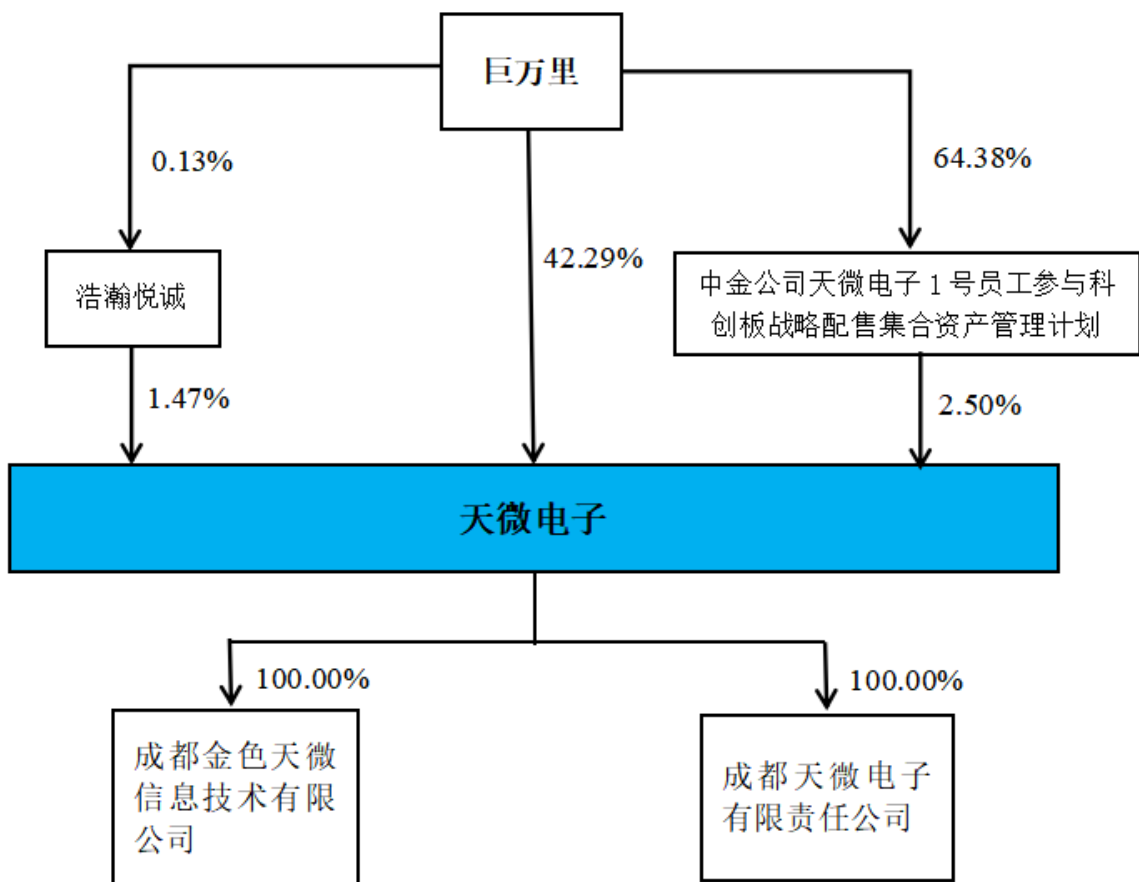 巨万里
0.13%
64.38%
42.29%
浩瀚悦诚
中金公司天微电子1号员工参与科
创板战略配售集合资产管理计划
1.47%
2.50%
天微电子
100.00%
100.00%
成都金色天微
信息技术有限
公司
成都天微电子
有限责任公司